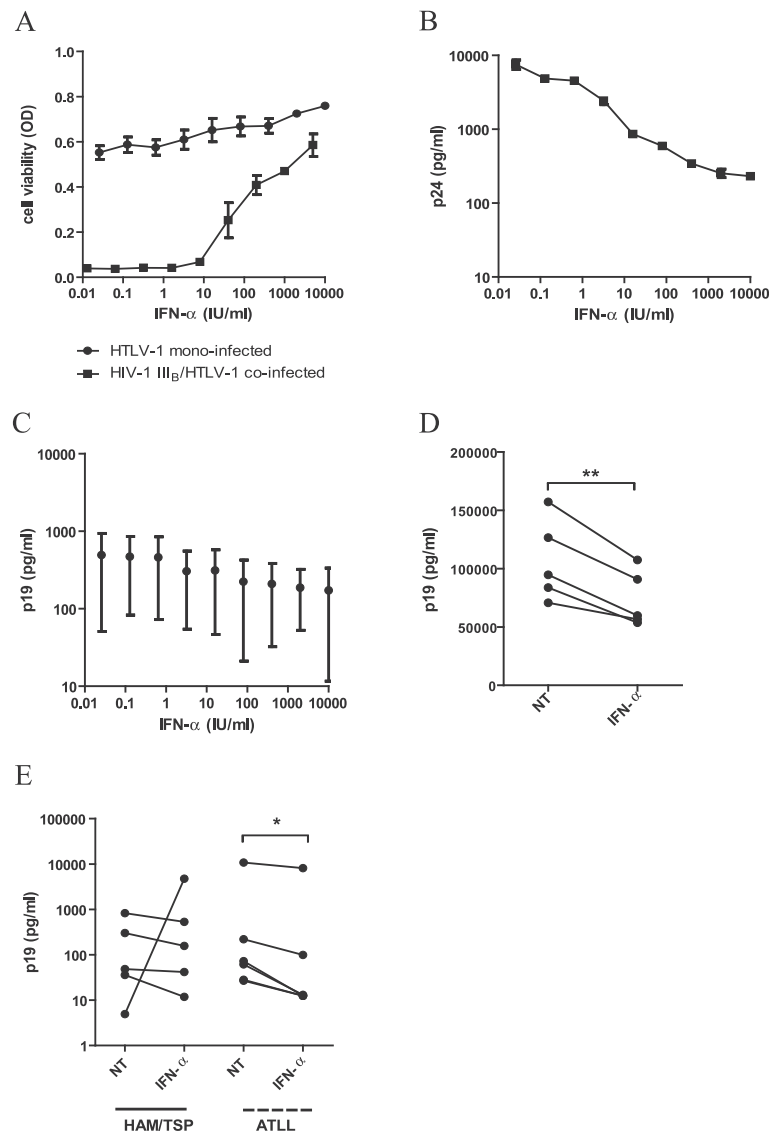 A
1.0
0.8
0.6
0.4
0.2
0.0
cell viability (OD)
0.01 0.1 1 10 100 1000 10000
IFN-α (IU/ml)
HTLV-1 mono-infected
HIV-1 IIIB/HTLV-1 co-infected
B
10000
1000
100
10
p24 (pg/ml)
0.01 0.1 1 10 100 1000 10000
IFN-α (IU/ml)
C
10000
1000
100
10
p19 (pg/ml)
0.01 0.1 1 10 100 1000 10000
IFN-α (IU/ml)
D
200000
150000
100000
50000
0
p19 (pg/ml)
**
NT IFN-α
E
100000
10000
1000
100
10
1
p19 (pg/ml)
*
NT IFN-α NT IFN-α
HAM/TSP ATLL